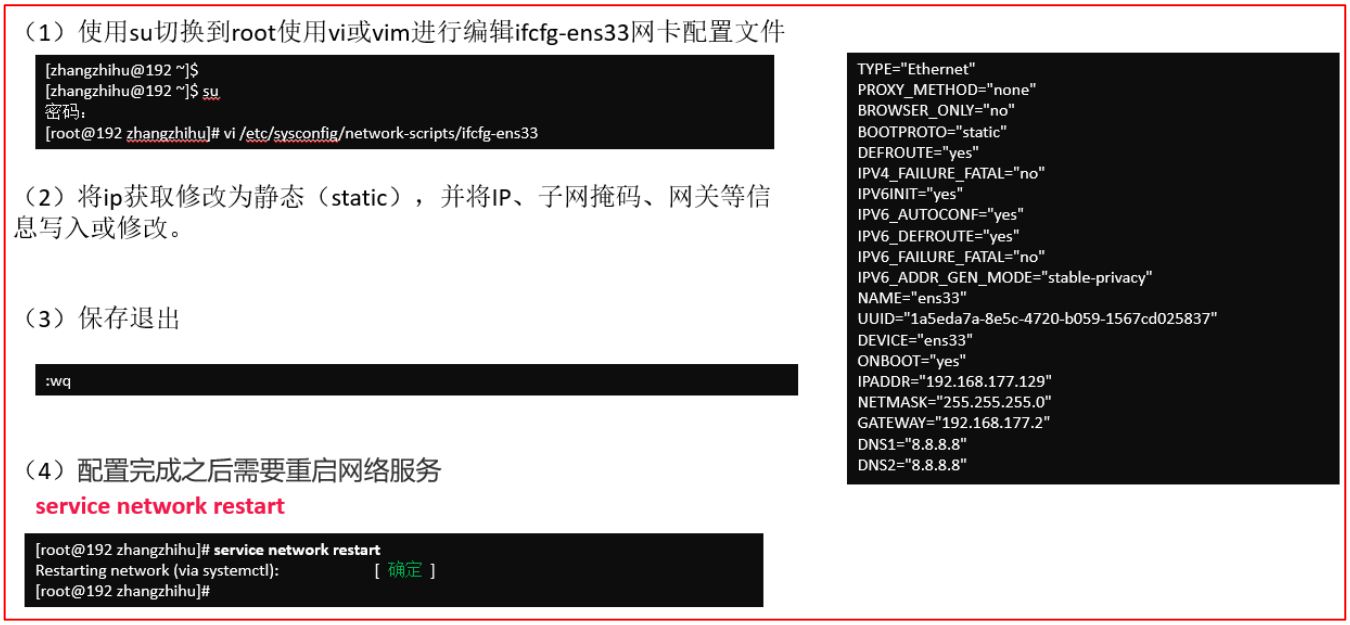 （1）使用su切换到root使用vi或vim进行编辑ifcfg-ens33网卡配置文件
[zhangzhihu@192 ~]$
[zhangzhihu@192 ~]$ su
密码：
[root@192 zhangzhihu]# vi /etc/sysconfig/network-scripts/ifcfg-ens33
（2）将ip获取修改为静态（static），并将IP、子网掩码、网关等信
息写入或修改。
（3）保存退出
:wq
（4）配置完成之后需要重启网络服务
service network restart
[root@192 zhangzhihu]# service network restart
Restarting network (via systemctl): [ 确定 ]
[root@192 zhangzhihu]#
TYPE="Ethernet"
PROXY_METHOD="none"
BROWSER_ONLY="no"
BOOTPROTO="static"
DEFROUTE="yes"
IPV4_FAILURE_FATAL="no"
IPV6INIT="yes"
IPV6_AUTOCONF="yes"
IPV6_DEFROUTE="yes"
IPV6_FAILURE_FATAL="no"
IPV6_ADDR_GEN_MODE="stable-privacy"
NAME="ens33"
UUID="1a5eda7a-8e5c-4720-b059-1567cd025837"
DEVICE="ens33"
ONBOOT="yes"
IPADDR="192.168.177.129"
NETMASK="255.255.255.0"
GATEWAY="192.168.177.2"
DNS1="8.8.8.8"
DNS2="8.8.8.8"